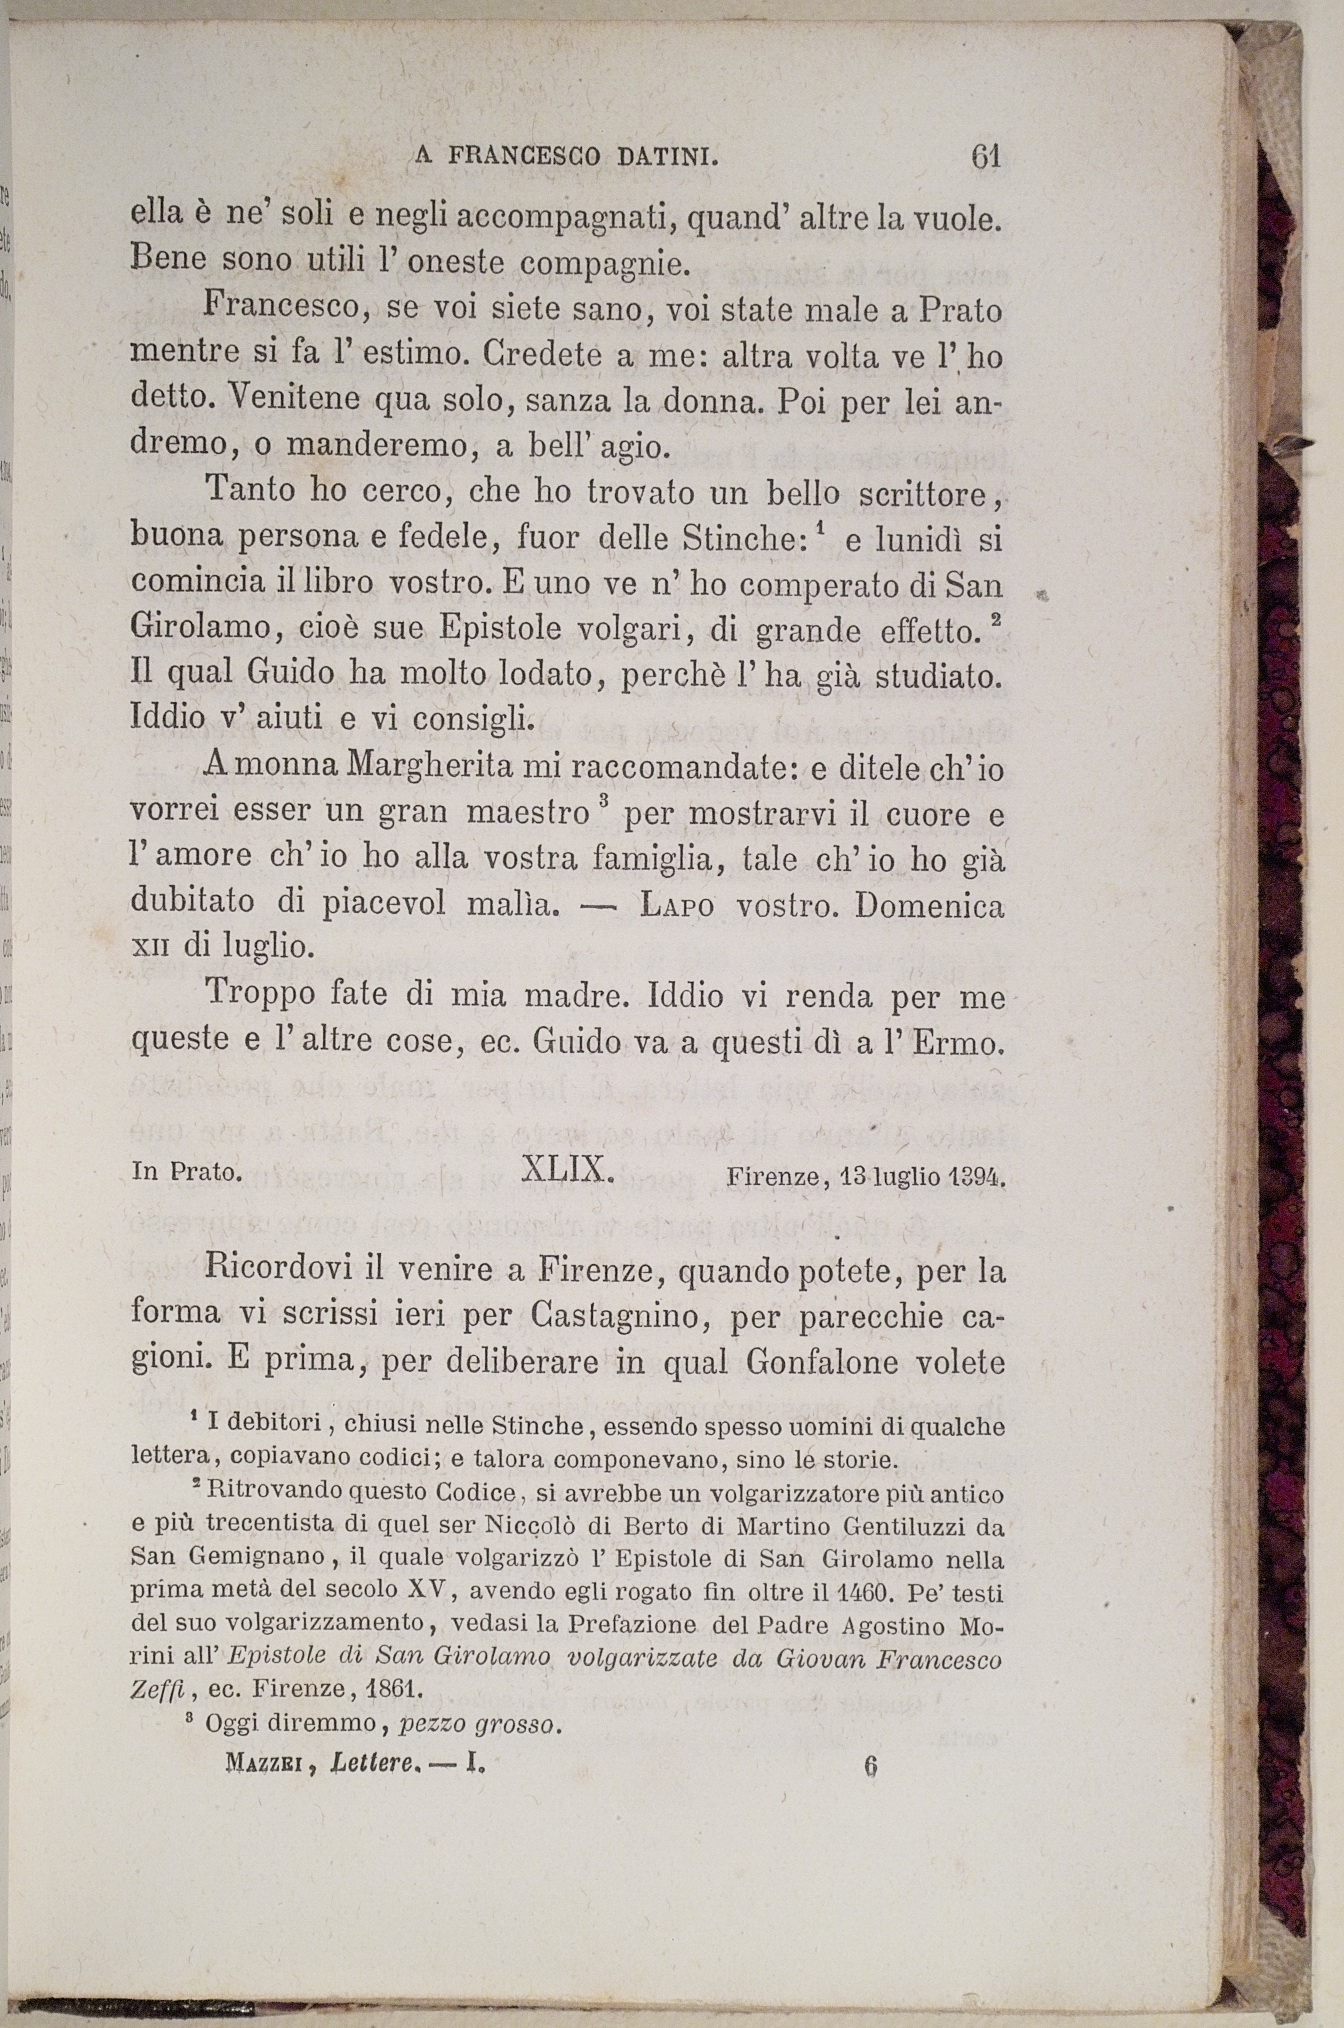 A FRANCESCO DATINI. 61
ella è ne' soli e negli accompagnati, quand' altre la vuole.
Bene sono utili l' oneste compagnie.
Francesco, se voi siete sano, voi state male a Prato
mentre si fa l' estimo. Credete a me: altra volta ve l' ho
detto. Venitene qua solo, sanza la donna. Poi per lei an-
dremo, o manderemo, a bell' agio.
Tanto ho cerco, che ho trovato un bello scrittore,
buona persona e fedele, fuor delle Stinche: ¹ e lunidì si
comincia il libro vostro. E uno ve n' ho comperato di San
Girolamo, cioè sue Epistole volgari, di grande effetto. ²
Il qual Guido ha molto lodato, perchè l' ha già studiato.
Iddio v' aiuti e vi consigli.
A monna Margherita mi raccomandate: e ditele ch' io
vorrei esser un gran maestro ³ per mostrarvi il cuore e
l' amore ch' io ho alla vostra famiglia, tale ch' io ho già
dubitato di piacevol malìa. — LAPO vostro. Domenica
XII di luglio.
Troppo fate di mia madre. Iddio vi renda per me
queste e l' altre cose, ec. Guido va a questi dì a l' Ermo.
In Prato. XLIX. Firenze, 13 luglio 1394.
Ricordovi il venire a Firenze, quando potete, per la
forma vi scrissi ieri per Castagnino, per parecchie ca-
gioni. E prima, per deliberare in qual Gonfalone volete
¹ I debitori, chiusi nelle Stinche, essendo spesso uomini di qualche
lettera, copiavano codici; e talora componevano, sino le storie.
² Ritrovando questo Codice, si avrebbe un volgarizzatore più antico
e più trecentista di quel ser Niccolò di Berto di Martino Gentiluzzi da
San Gemignano, il quale volgarizzò l' Epistole di San Girolamo nella
prima metà del secolo XV, avendo egli rogato fin oltre il 1460. Pe' testi
del suo volgarizzamento, vedasi la Prefazione del Padre Agostino Mo-
rini all' Epistole di San Girolamo volgarizzate da Giovan Francesco
Zeffi, ec. Firenze, 1861.
³ Oggi diremmo, pezzo grosso.
MAZZEI, Lettere. — I. 6